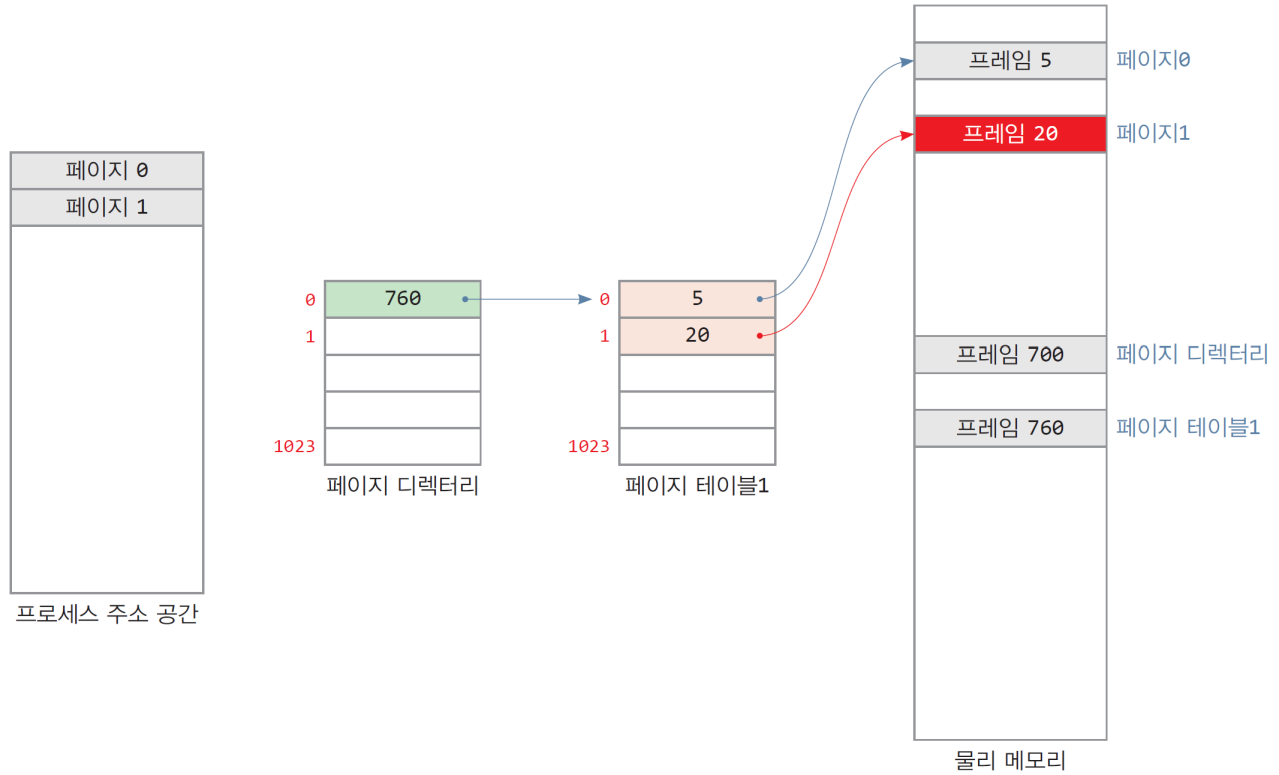 페이지 0
페이지 1
프로세스 주소 공간
0
760
1
1023
페이지 디렉터리
0
5
1
20
1023
페이지 테이블1
프레임 5
페이지0
프레임 20
페이지1
프레임 700
페이지 디렉터리
프레임 760
페이지 테이블1
물리 메모리